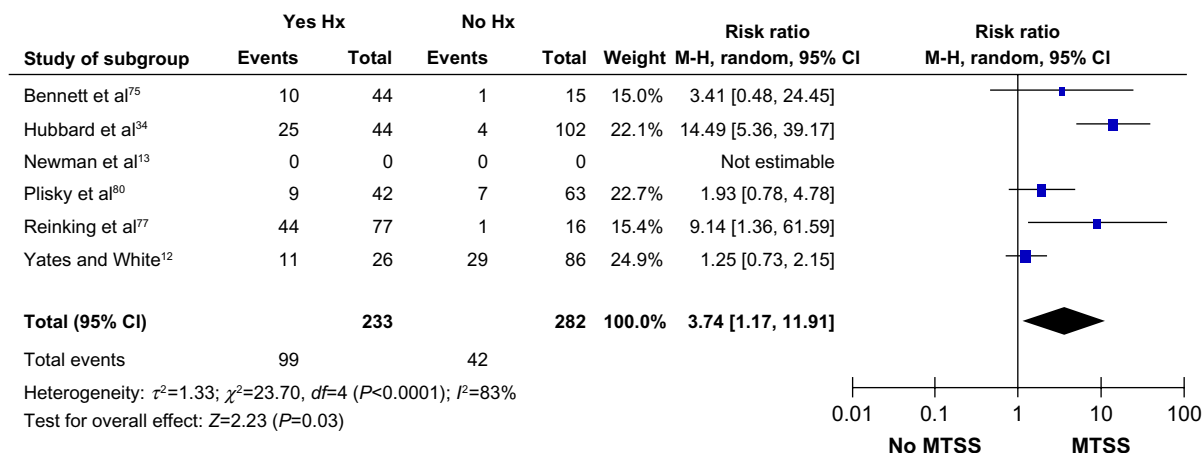 Yes Hx No Hx Risk ratio Risk ratio
Study of subgroup Events Total Events Total Weight M-H, random, 95% CI M-H, random, 95% CI
Bennett et al⁷⁵ 10 44 1 15 15.0% 3.41 [0.48, 24.45]
Hubbard et al³⁴ 25 44 4 102 22.1% 14.49 [5.36, 39.17]
Newman et al¹³ 0 0 0 0 Not estimable
Plisky et al⁸⁰ 9 42 7 63 22.7% 1.93 [0.78, 4.78]
Reinking et al⁷⁷ 44 77 1 16 15.4% 9.14 [1.36, 61.59]
Yates and White¹² 11 26 29 86 24.9% 1.25 [0.73, 2.15]
Total (95% CI) 233 282 100.0% 3.74 [1.17, 11.91]
Total events 99 42
Heterogeneity: τ²=1.33; χ²=23.70, df=4 (P<0.0001); I²=83%
Test for overall effect: Z=2.23 (P=0.03)
0.01 0.1 1 10 100
No MTSS MTSS